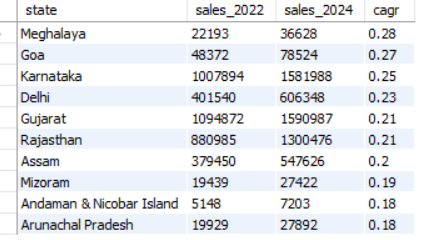 state sales_2022 sales_2024 cagr
Meghalaya 22193 36628 0.28
Goa 48372 78524 0.27
Karnataka 1007894 1581988 0.25
Delhi 401540 606348 0.23
Gujarat 1094872 1590987 0.21
Rajasthan 880985 1300476 0.21
Assam 379450 547626 0.2
Mizoram 19439 27422 0.19
Andaman & Nicobar Island 5148 7203 0.18
Arunachal Pradesh 19929 27892 0.18